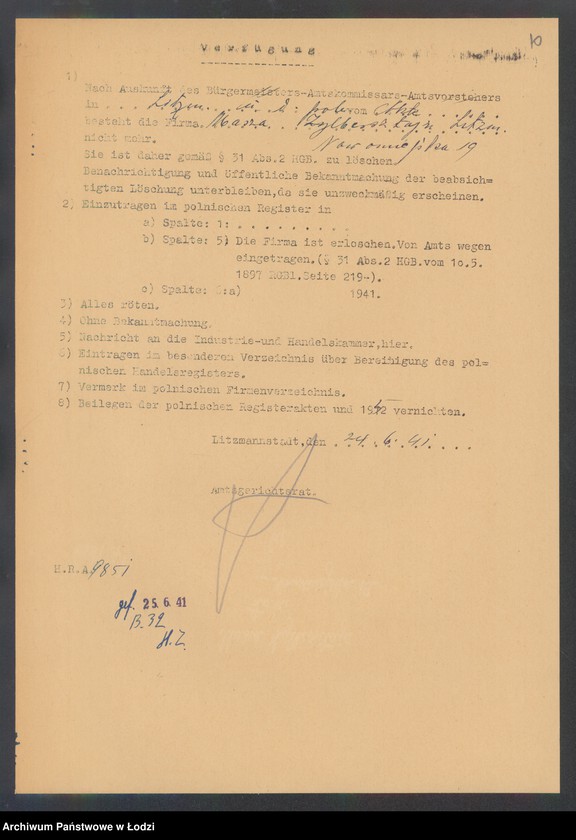 10
Verfügung
1)
Nach Auskunft des Bürgermeisters-Amtskommissars-Amtsvorstehers
in . . . Litzm. vom
besteht die Firma, Litzm.
nicht mehr. 19
Sie ist daher gemäß § 31 Abs.2 HGB. zu löschen.
Benachrichtigung und öffentliche Bekanntmachung der beabsich=
tigten Löschung unterbleiben,da sie unzweckmäßig erscheinen.
2) Einzutragen im polnischen Register in
a) Spalte: 1: . . . . . . . . .
b) Spalte: 5) Die Firma ist erloschen.Von Amts wegen
eingetragen.(§ 31 Abs.2 HGB.vom 1o.5.
1897 RGBl.Seite 219).
c) Spalte: a) 1941.
3) Alles röten.
4) Ohne Bekanntmachung.
5) Nachricht an die Industrie-und Handelskammer,hier.
6) Eintragen im besonderen Verzeichnis über Bereinigung des pol=
nischen Handelsregisters.
7) Vermerk im polnischen Firmenverzeichnis.
8) Beilegen der polnischen Registerakten und vernichten.
Litzmannstadt,den . 24. 6. 41 . . .
Amtsgerichtsrat.
H.R.A. 9851
gef. 25.6.41
B.32
H.Z.
Archiwum Państwowe w Łodzi